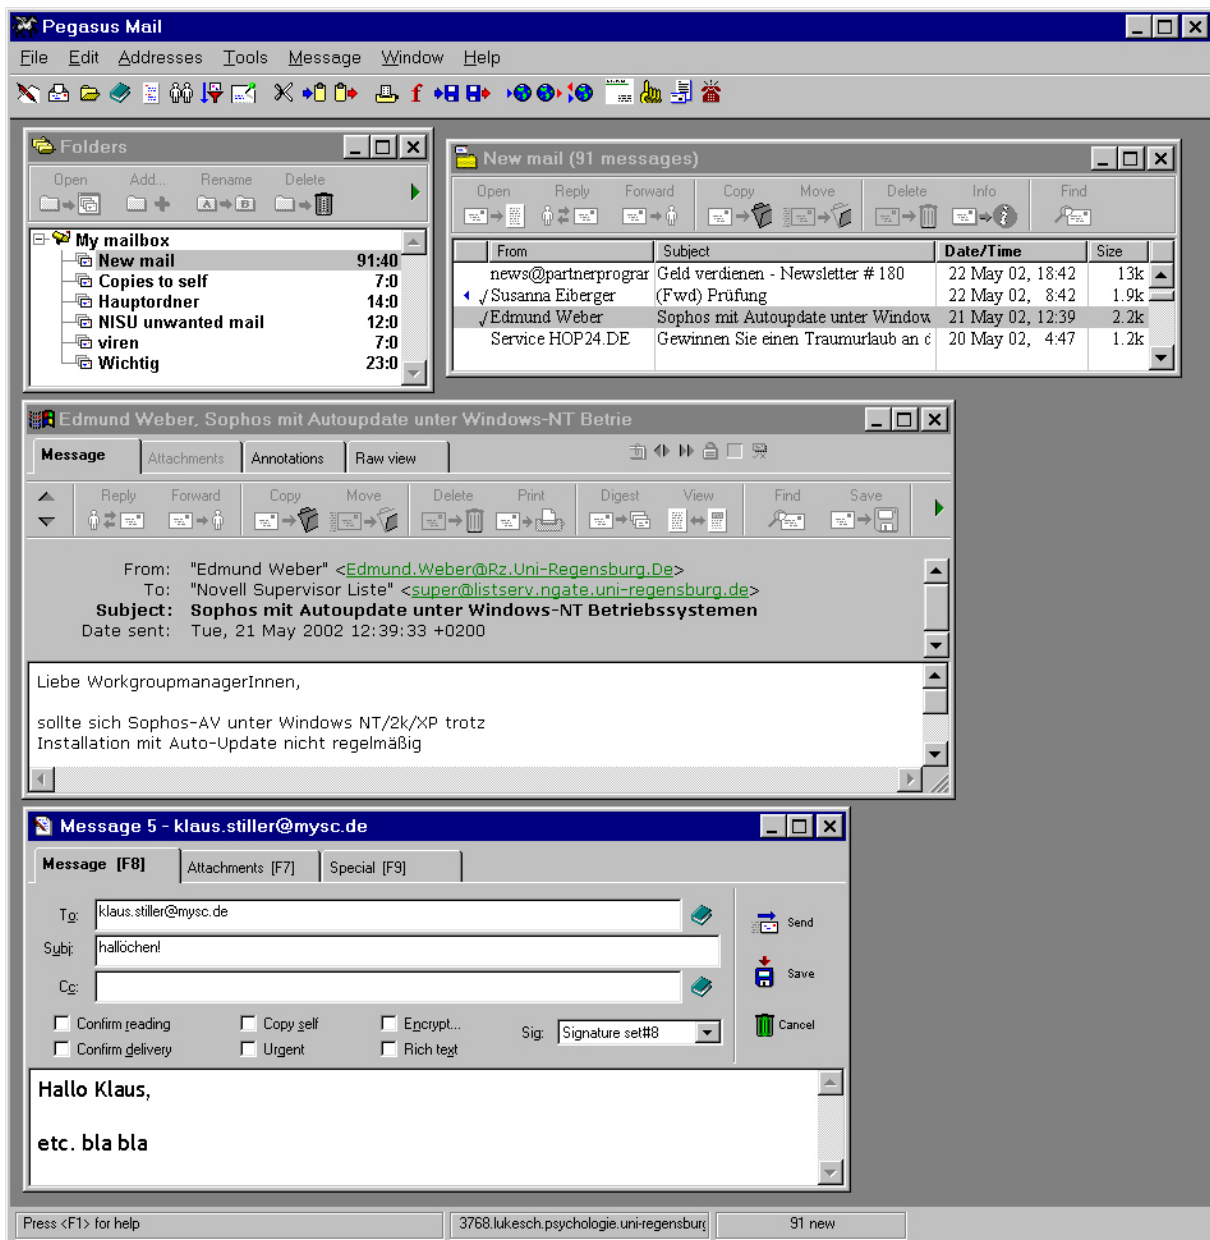 Pegasus Mail
File Edit Addresses Tools Message Window Help
Folders
Open Add... Rename Delete
My mailbox
New mail 91:40
Copies to self 7:0
Hauptordner 14:0
NISU unwanted mail 12:0
viren 7:0
Wichtig 23:0
New mail (91 messages)
Open Reply Forward Copy Move Delete Info Find
From Subject Date/Time Size
news@partnerprograr Geld verdienen - Newsletter # 180 22 May 02, 18:42 13k
Susanna Eiberger (Fwd) Prüfung 22 May 02, 8:42 1.9k
Edmund Weber Sophos mit Autoupdate unter Window 21 May 02, 12:39 2.2k
Service HOP24.DE Gewinnen Sie einen Traumurlaub an 20 May 02, 4:47 1.2k
Edmund Weber, Sophos mit Autoupdate unter Windows-NT Betrie
Message Attachments Annotations Raw view
Reply Forward Copy Move Delete Print Digest View Find Save
From: "Edmund Weber" <Edmund.Weber@Rz.Uni-Regensburg.De>
To: "Novell Supervisor Liste" <super@listserv.ngate.uni-regensburg.de>
Subject: Sophos mit Autoupdate unter Windows-NT Betriebssystemen
Date sent: Tue, 21 May 2002 12:39:33 +0200
Liebe WorkgroupmanagerInnen,
sollte sich Sophos-AV unter Windows NT/2k/XP trotz
Installation mit Auto-Update nicht regelmäßig
Message 5 - klaus.stiller@mysc.de
Message [F8] Attachments [F7] Special [F9]
To: klaus.stiller@mysc.de
Send
Subj: hallöchen!
Save
Cc:
Confirm reading Copy self Encrypt... Sig: Signature set#8 Cancel
Confirm delivery Urgent Rich text
Hallo Klaus,
etc. bla bla
Press <F1> for help 3768.lukesch.psychologie.uni-regensburg 91 new